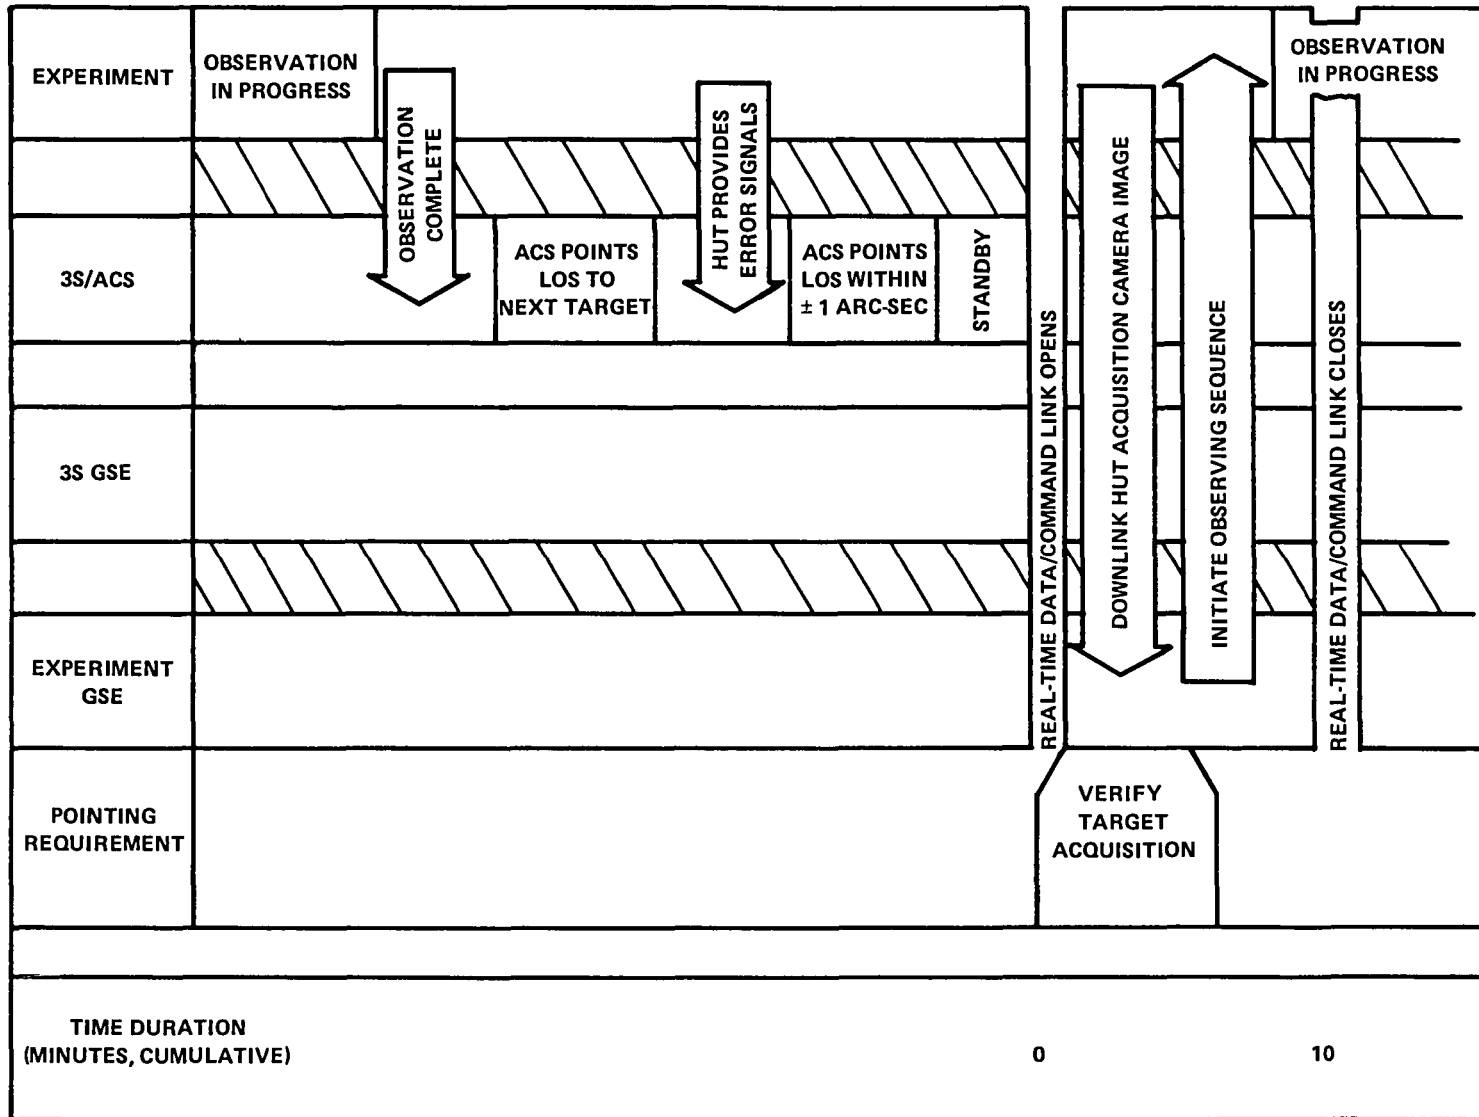 EXPERIMENT
OBSERVATION
IN PROGRESS
OBSERVATION
COMPLETE
HUT PROVIDES
ERROR SIGNALS
OBSERVATION
IN PROGRESS
3S/ACS
ACS POINTS
LOS TO
NEXT TARGET
ACS POINTS
LOS WITHIN
± 1 ARC-SEC
STANDBY
REAL-TIME DATA/COMMAND LINK OPENS
DOWNLINK HUT ACQUISITION CAMERA IMAGE
INITIATE OBSERVING SEQUENCE
REAL-TIME DATA/COMMAND LINK CLOSES
3S GSE
EXPERIMENT
GSE
POINTING
REQUIREMENT
VERIFY
TARGET
ACQUISITION
TIME DURATION
(MINUTES, CUMULATIVE)
0
10